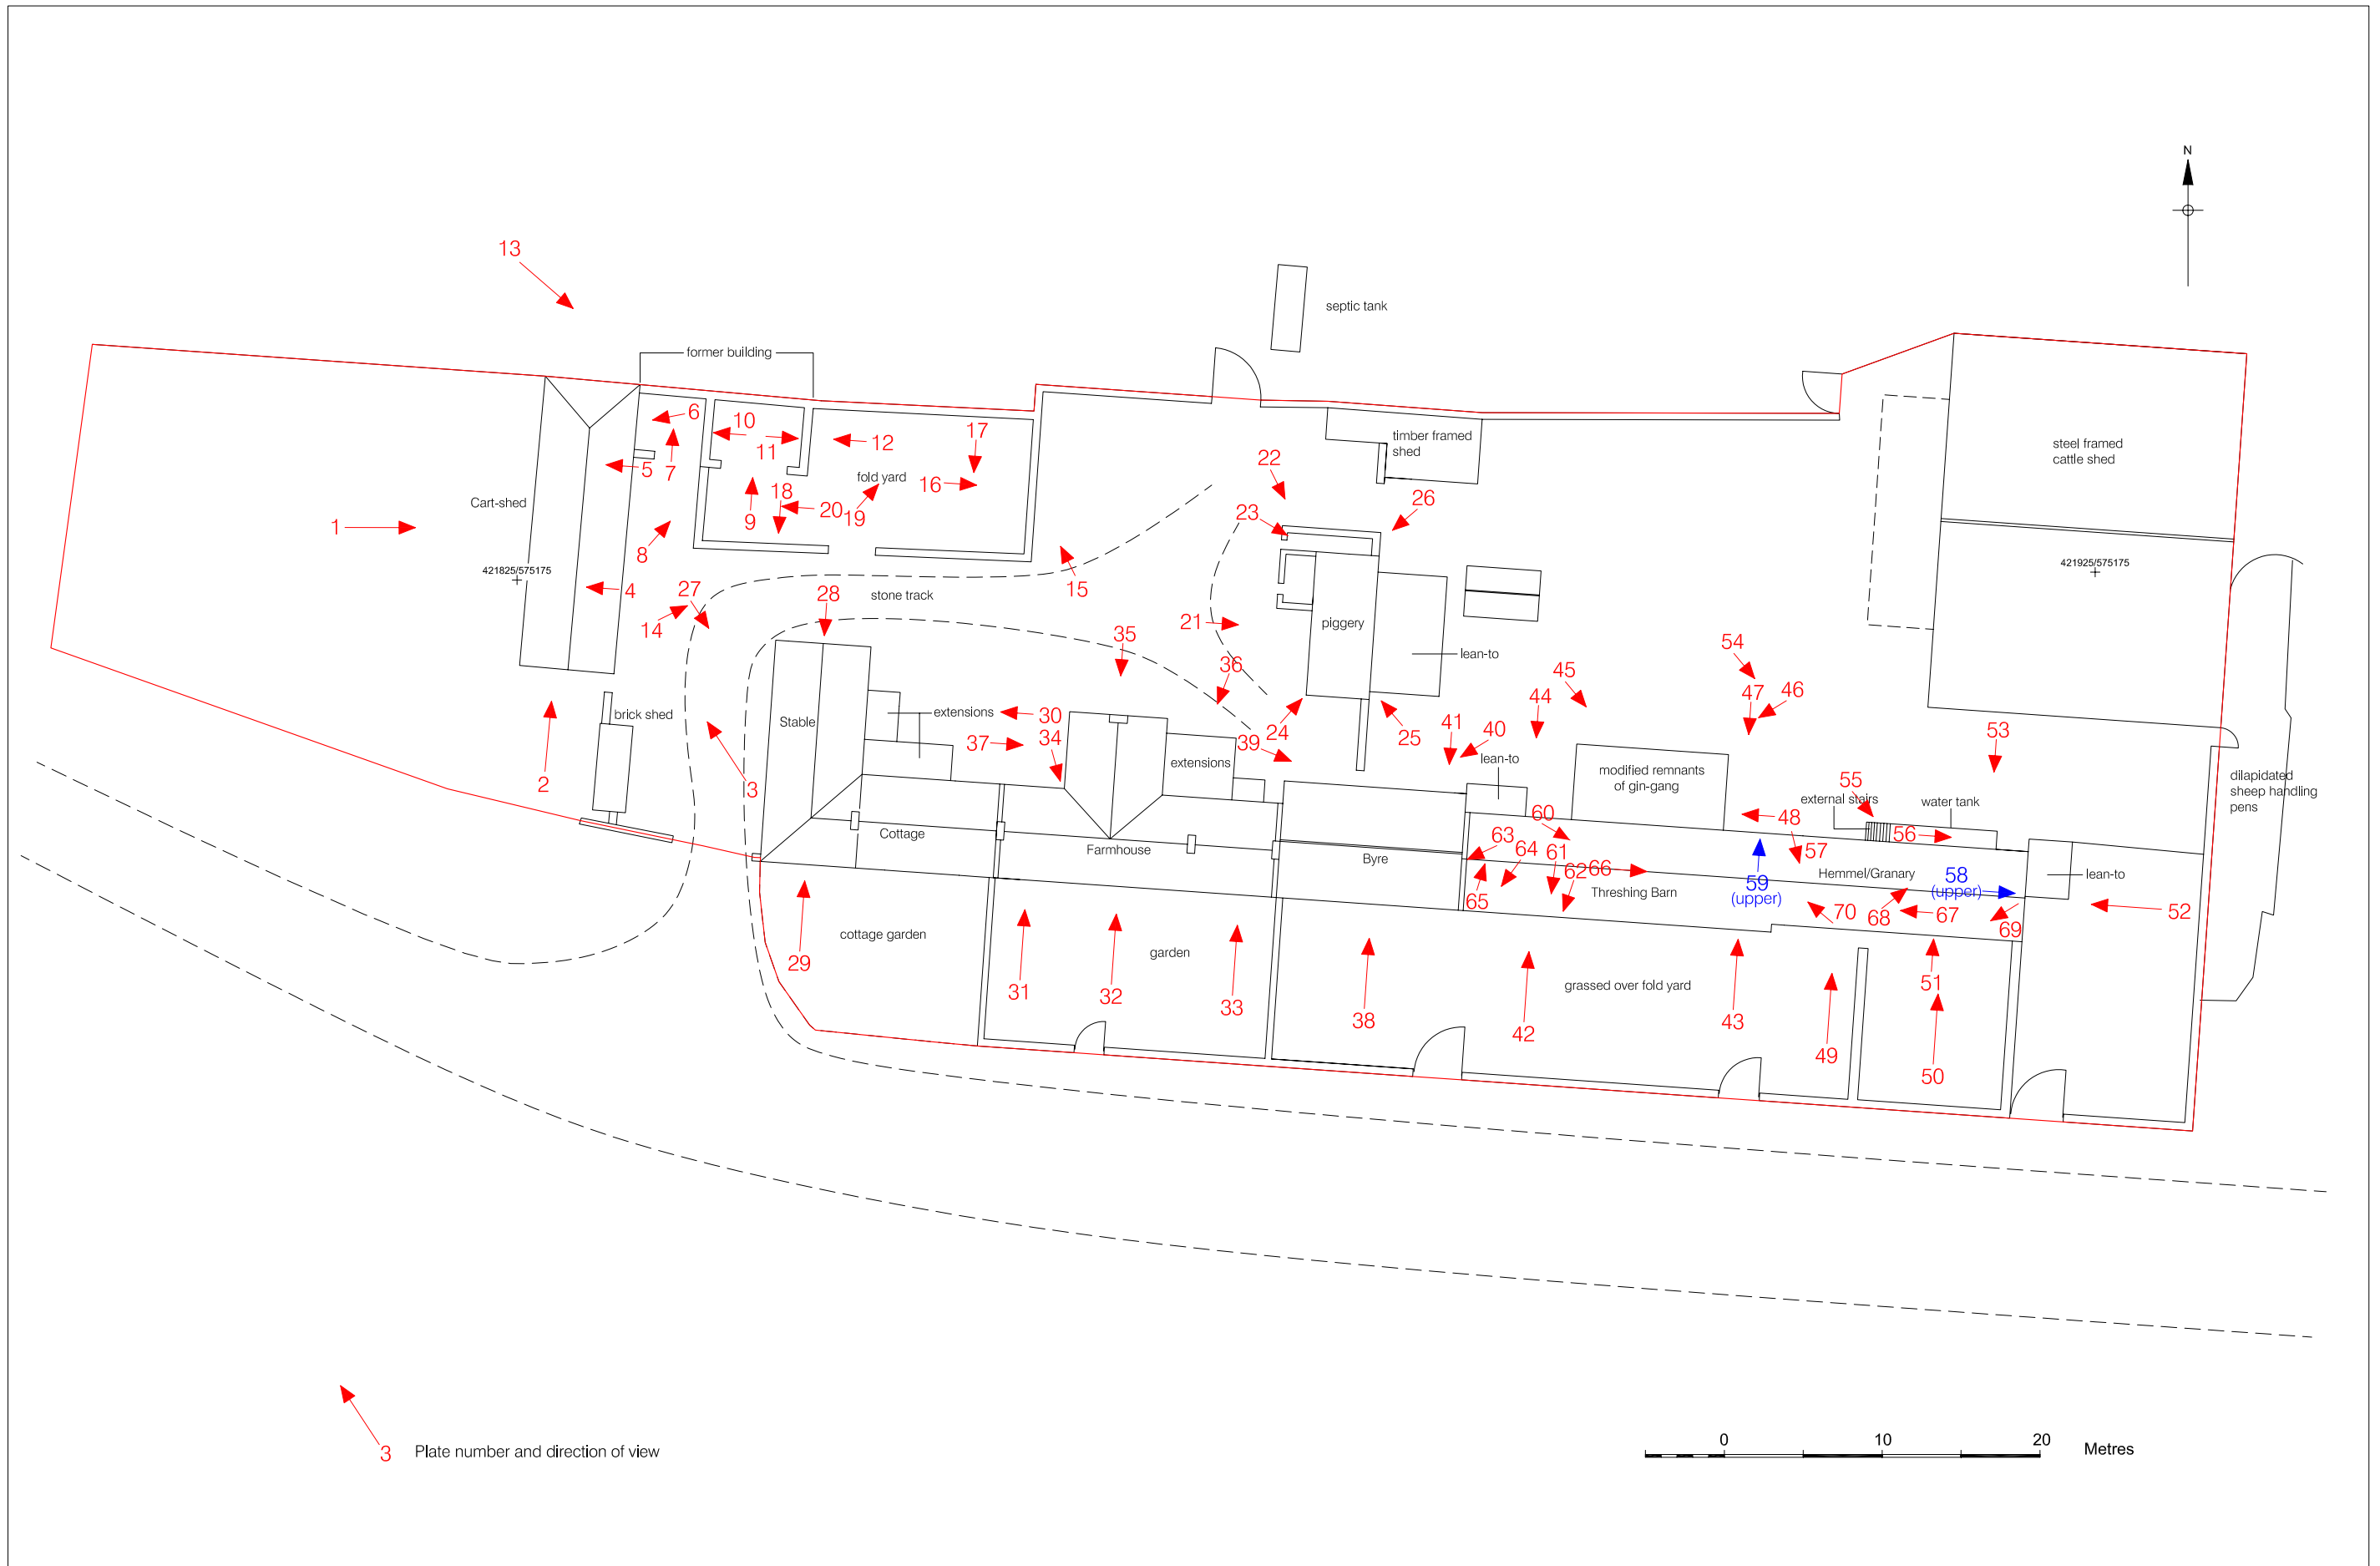 N
13
septic tank
former building
6
10
17
12
11
timber framed
shed
steel framed
cattle shed
22
5
7
fold yard
16
18
Cart-shed
26
20
19
23
1
9
8
421825/575175
421925/575175
4
27
28
15
stone track
14
21
piggery
35
54
lean-to
36
45
47
46
44
brick shed
Stable
extensions
30
41
40
53
24
25
34
37
39
lean-to
extensions
modified remnants
of gin-gang
dilapidated
sheep handling
pens
2
3
55
external stairs
water tank
60
48
56
Cottage
63
64
61
57
Farmhouse
Byre
62
66
Hemmel/Granary
58
(upper)
lean-to
59
(upper)
Threshing Barn
65
70
68
67
52
69
cottage garden
garden
29
31
32
33
38
42
grassed over fold yard
43
51
49
50
0
10
20
Metres
3
Plate number and direction of view